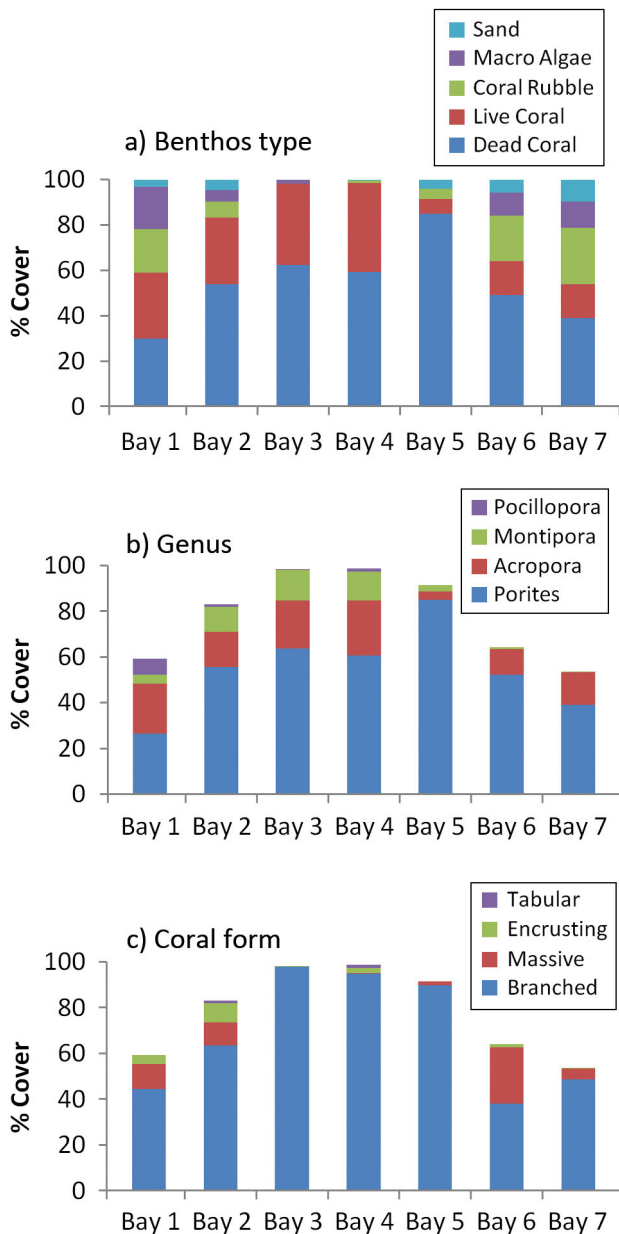 Sand
Macro Algae
Coral Rubble
Live Coral
Dead Coral
a) Benthos type
100
80
60
40
20
0
% Cover
Bay 1 Bay 2 Bay 3 Bay 4 Bay 5 Bay 6 Bay 7
Pocillopora
Montipora
Acropora
Porites
b) Genus
100
80
60
40
20
0
% Cover
Bay 1 Bay 2 Bay 3 Bay 4 Bay 5 Bay 6 Bay 7
Tabular
Encrusting
Massive
Branched
c) Coral form
100
80
60
40
20
0
% Cover
Bay 1 Bay 2 Bay 3 Bay 4 Bay 5 Bay 6 Bay 7